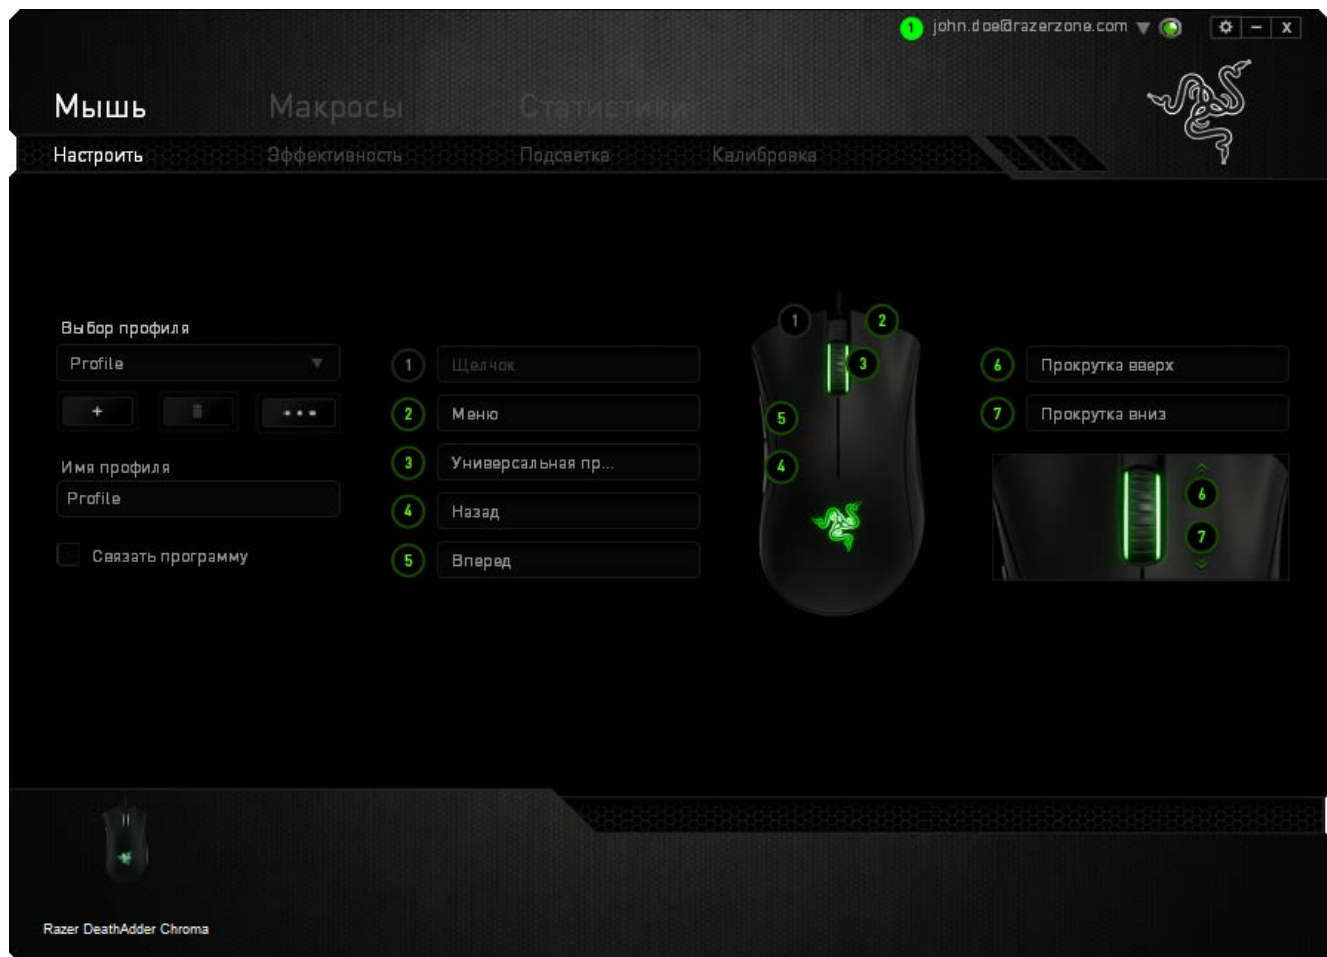 1 john.doe@razerzone.com
Мышь Макросы Статистики
Настроить Эффективность Подсветка Калибровка
Выбор профиля
Profile
Имя профиля
Profile
Связать программу
1 Щелчок
2 Меню
3 Универсальная пр...
4 Назад
5 Вперед
1 2
3
5
4
6 Прокрутка вверх
7 Прокрутка вниз
6
7
Razer DeathAdder Chroma